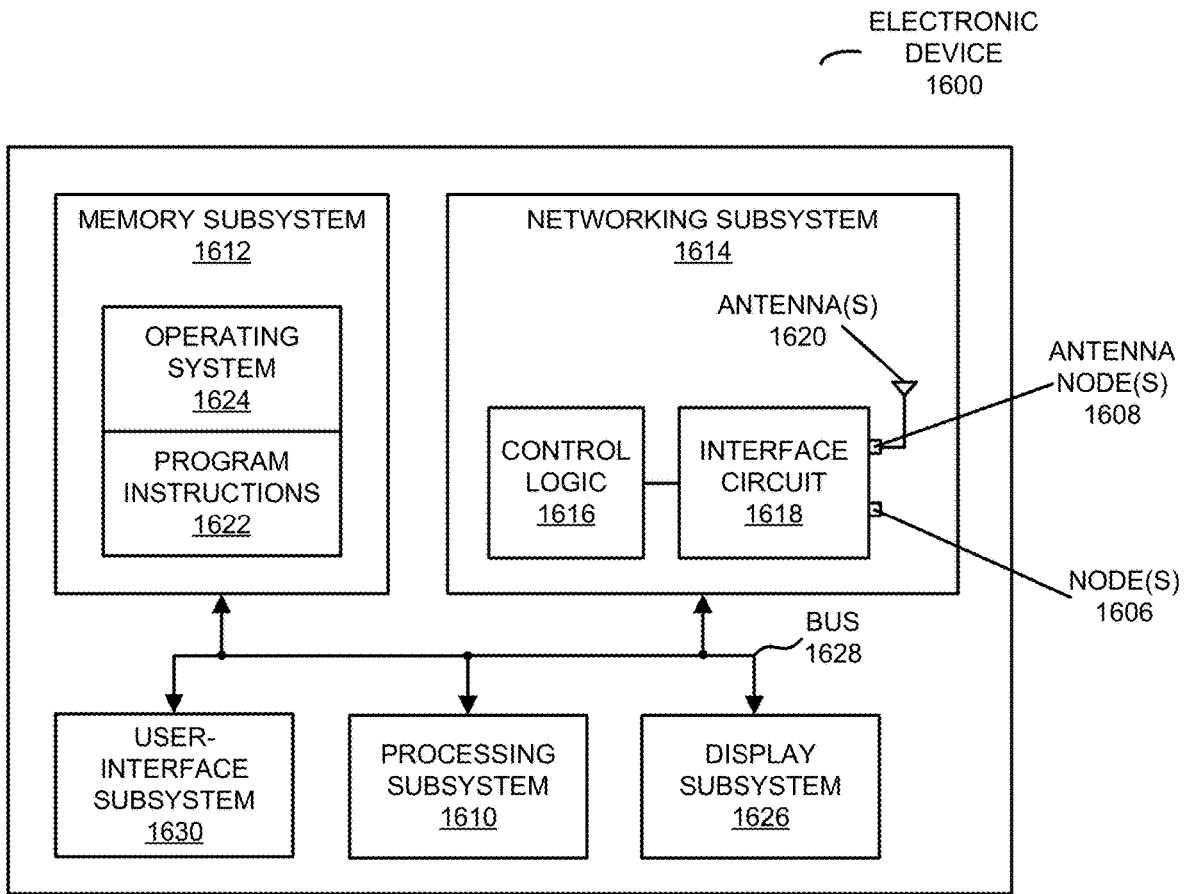 ELECTRONIC
DEVICE
1600
MEMORY SUBSYSTEM
1612
OPERATING
SYSTEM
1624
PROGRAM
INSTRUCTIONS
1622
NETWORKING SUBSYSTEM
1614
ANTENNA(S)
1620
CONTROL
LOGIC
1616
INTERFACE
CIRCUIT
1618
ANTENNA
NODE(S)
1608
NODE(S)
1606
BUS
1628
USER-
INTERFACE
SUBSYSTEM
1630
PROCESSING
SUBSYSTEM
1610
DISPLAY
SUBSYSTEM
1626